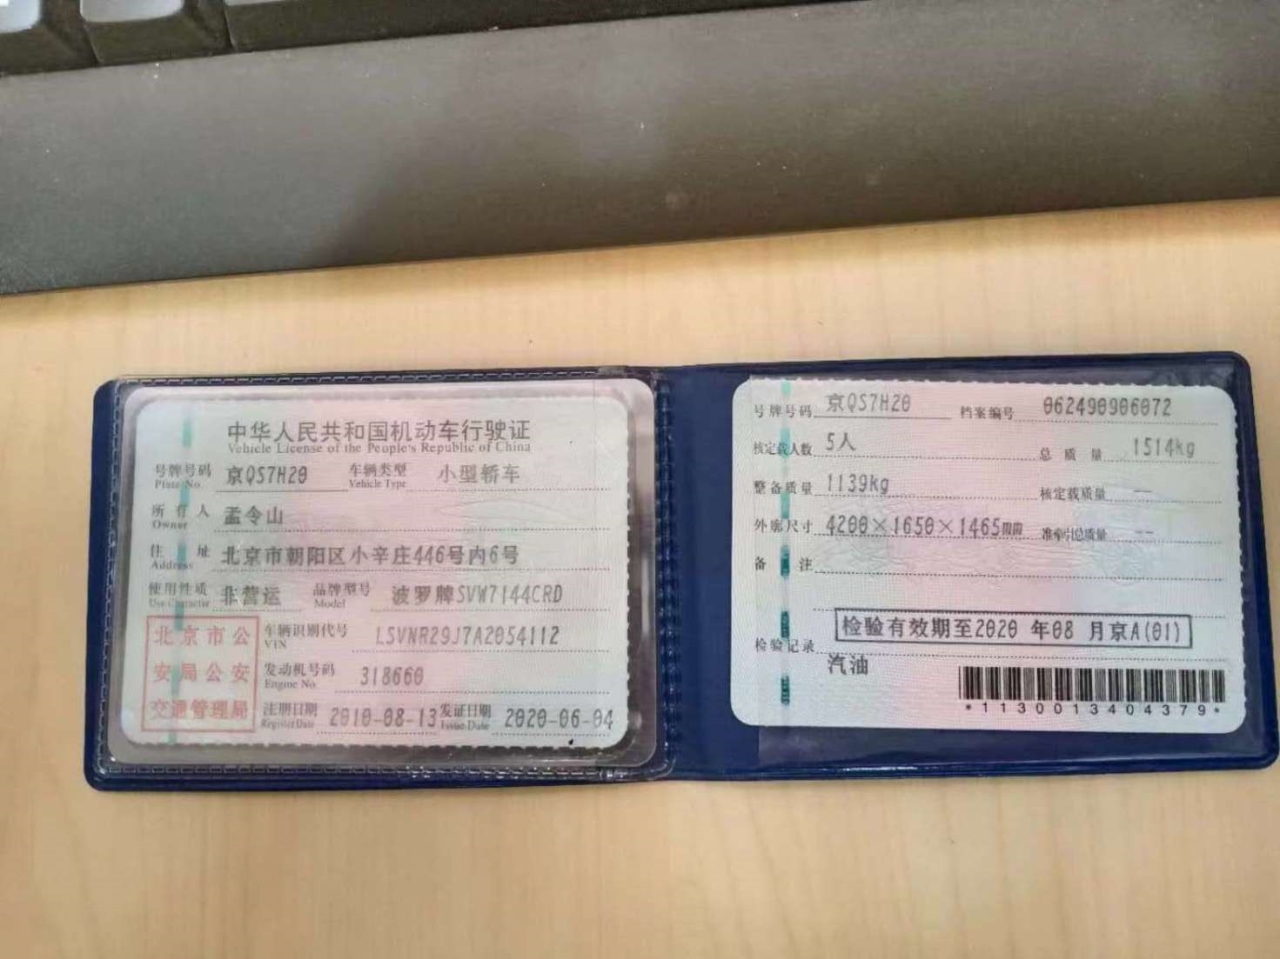 中华人民共和国机动车行驶证
Vehicle License of the People's Republic of China
号牌号码 京QS7H20 车辆类型 小型轿车
Plate No. Vehicle Type
所有人 孟令山
Owner
住址 北京市朝阳区小辛庄446号内6号
Address
使用性质 非营运 品牌型号 波罗牌SVW7144CRD
Use Character Model
北京市公安局公安交通管理局
车辆识别代号 LSVNR29J7A2054112
VIN
发动机号码 318660
Engine No.
注册日期 2010-08-13 发证日期 2020-06-04
Register Date Issue Date
号牌号码 京QS7H20 档案编号 062490906072
核定载人数 5人 总质量 1514kg
整备质量 1139kg 核定载质量 --
外廓尺寸 4200×1650×1465mm 准牵引总质量 --
备注
检验有效期至2020 年08 月京A(01)
检验记录
汽油
*1130013404379*